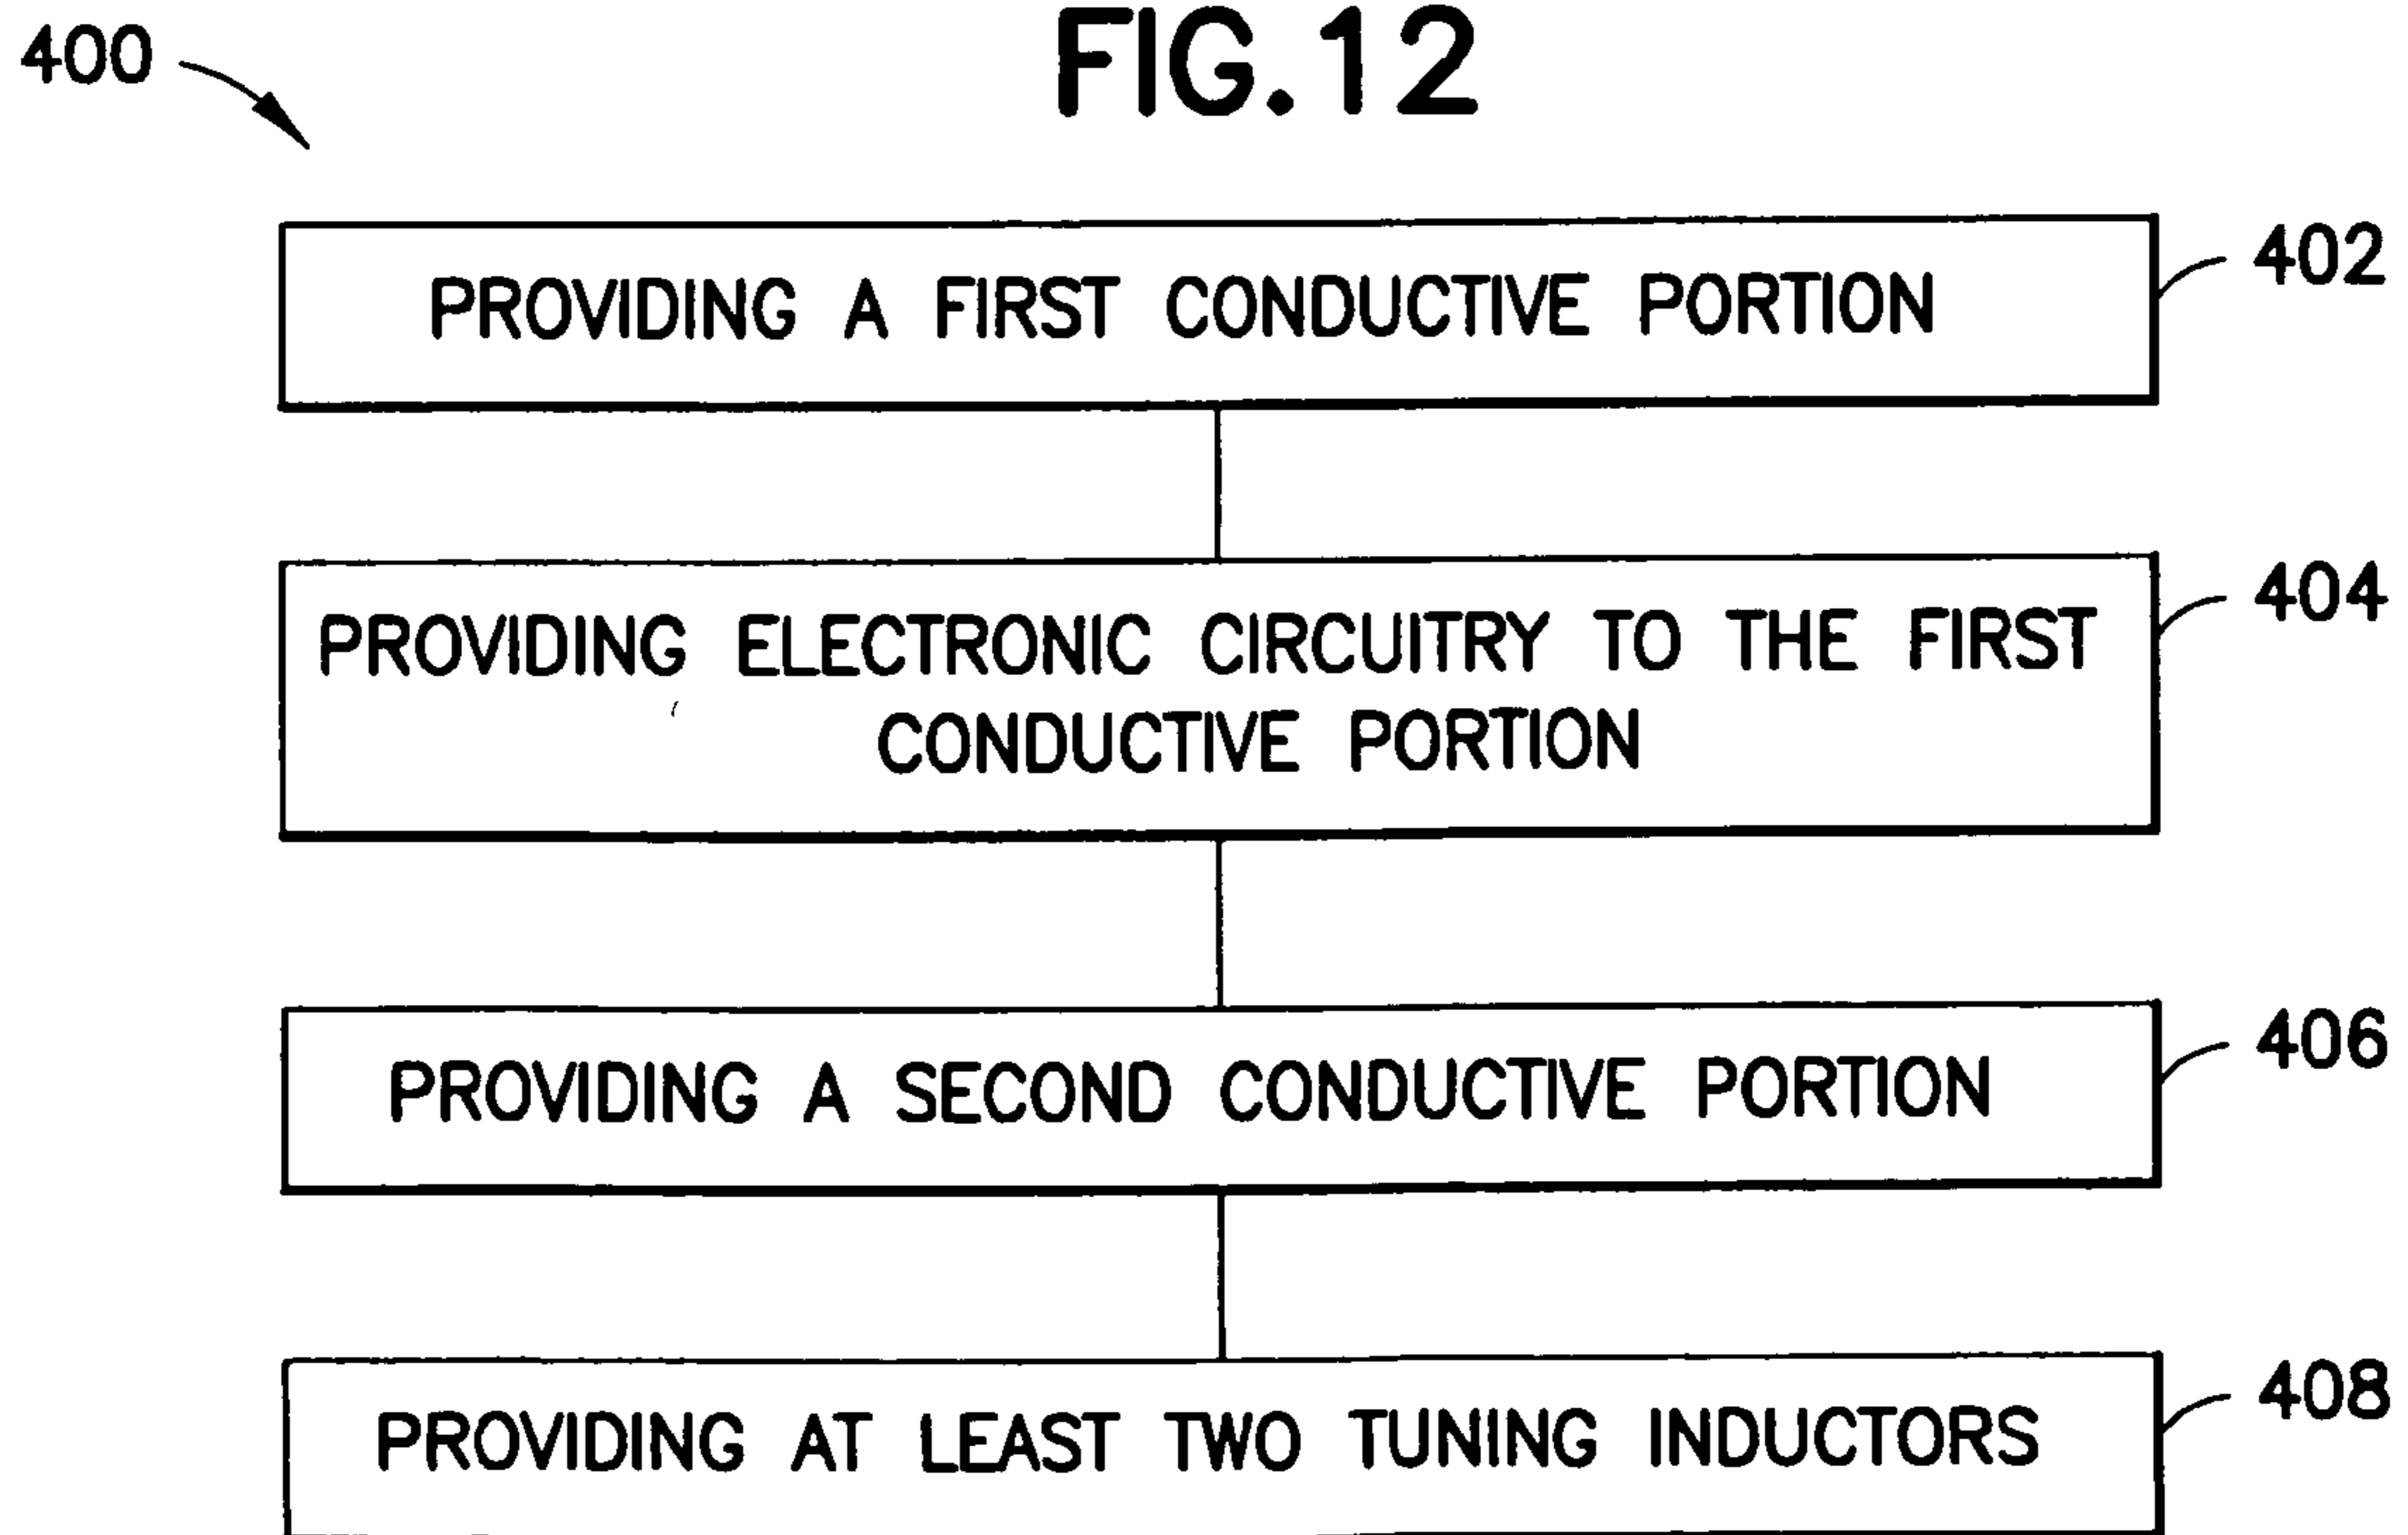 FIG.12
400
PROVIDING A FIRST CONDUCTIVE PORTION
402
PROVIDING ELECTRONIC CIRCUITRY TO THE FIRST
CONDUCTIVE PORTION
404
PROVIDING A SECOND CONDUCTIVE PORTION
406
PROVIDING AT LEAST TWO TUNING INDUCTORS
408